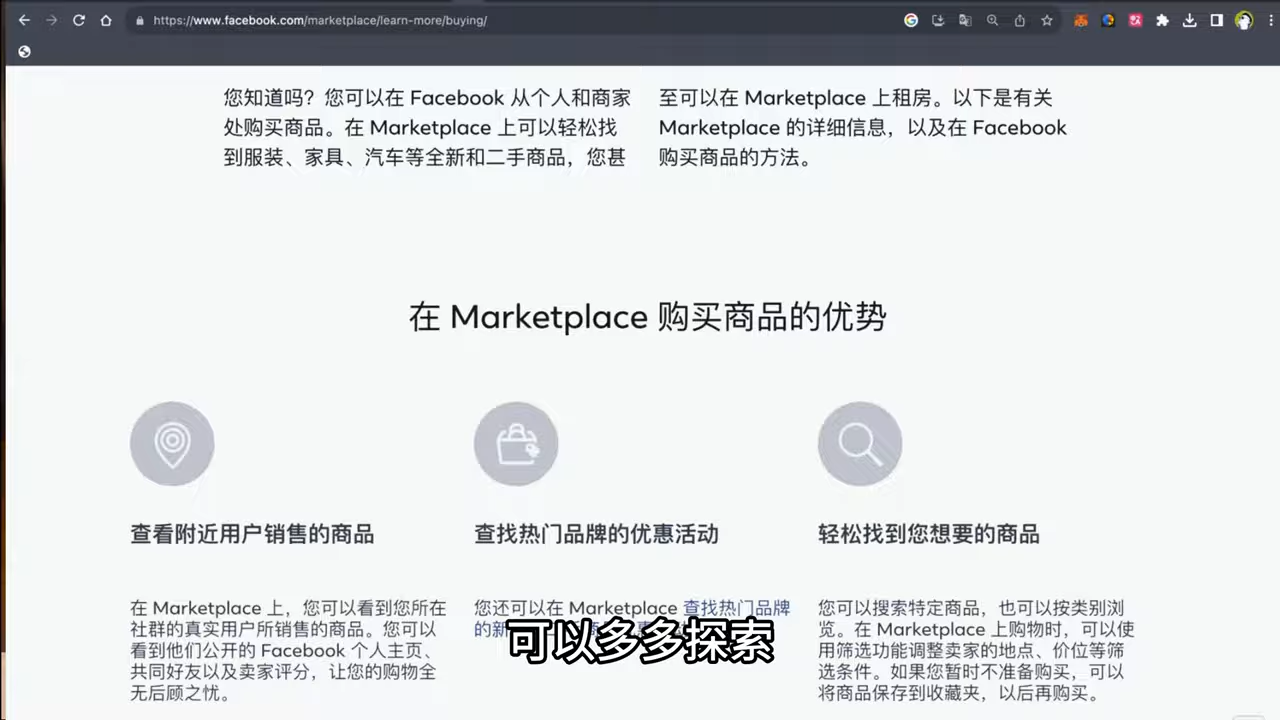 https://www.facebook.com/marketplace/learn-more/buying/
您知道吗？您可以在 Facebook 从个人和商家
处购买商品。在 Marketplace 上可以轻松找
到服装、家具、汽车等全新和二手商品，您甚
至可以在 Marketplace 上租房。以下是有关
Marketplace 的详细信息，以及在 Facebook
购买商品的方法。
在 Marketplace 购买商品的优势
查看附近用户销售的商品
在 Marketplace 上，您可以看到您所在
社群的真实用户所销售的商品。您可以
看到他们公开的 Facebook 个人主页、
共同好友以及卖家评分，让您的购物全
无后顾之忧。
查找热门品牌的优惠活动
您还可以在 Marketplace 查找热门品牌
的新
轻松找到您想要的商品
您可以搜索特定商品，也可以按类别浏
览。在 Marketplace 上购物时，可以使
用筛选功能调整卖家的地点、价位等筛
选条件。如果您暂时不准备购买，可以
将商品保存到收藏夹，以后再购买。
可以多多探索